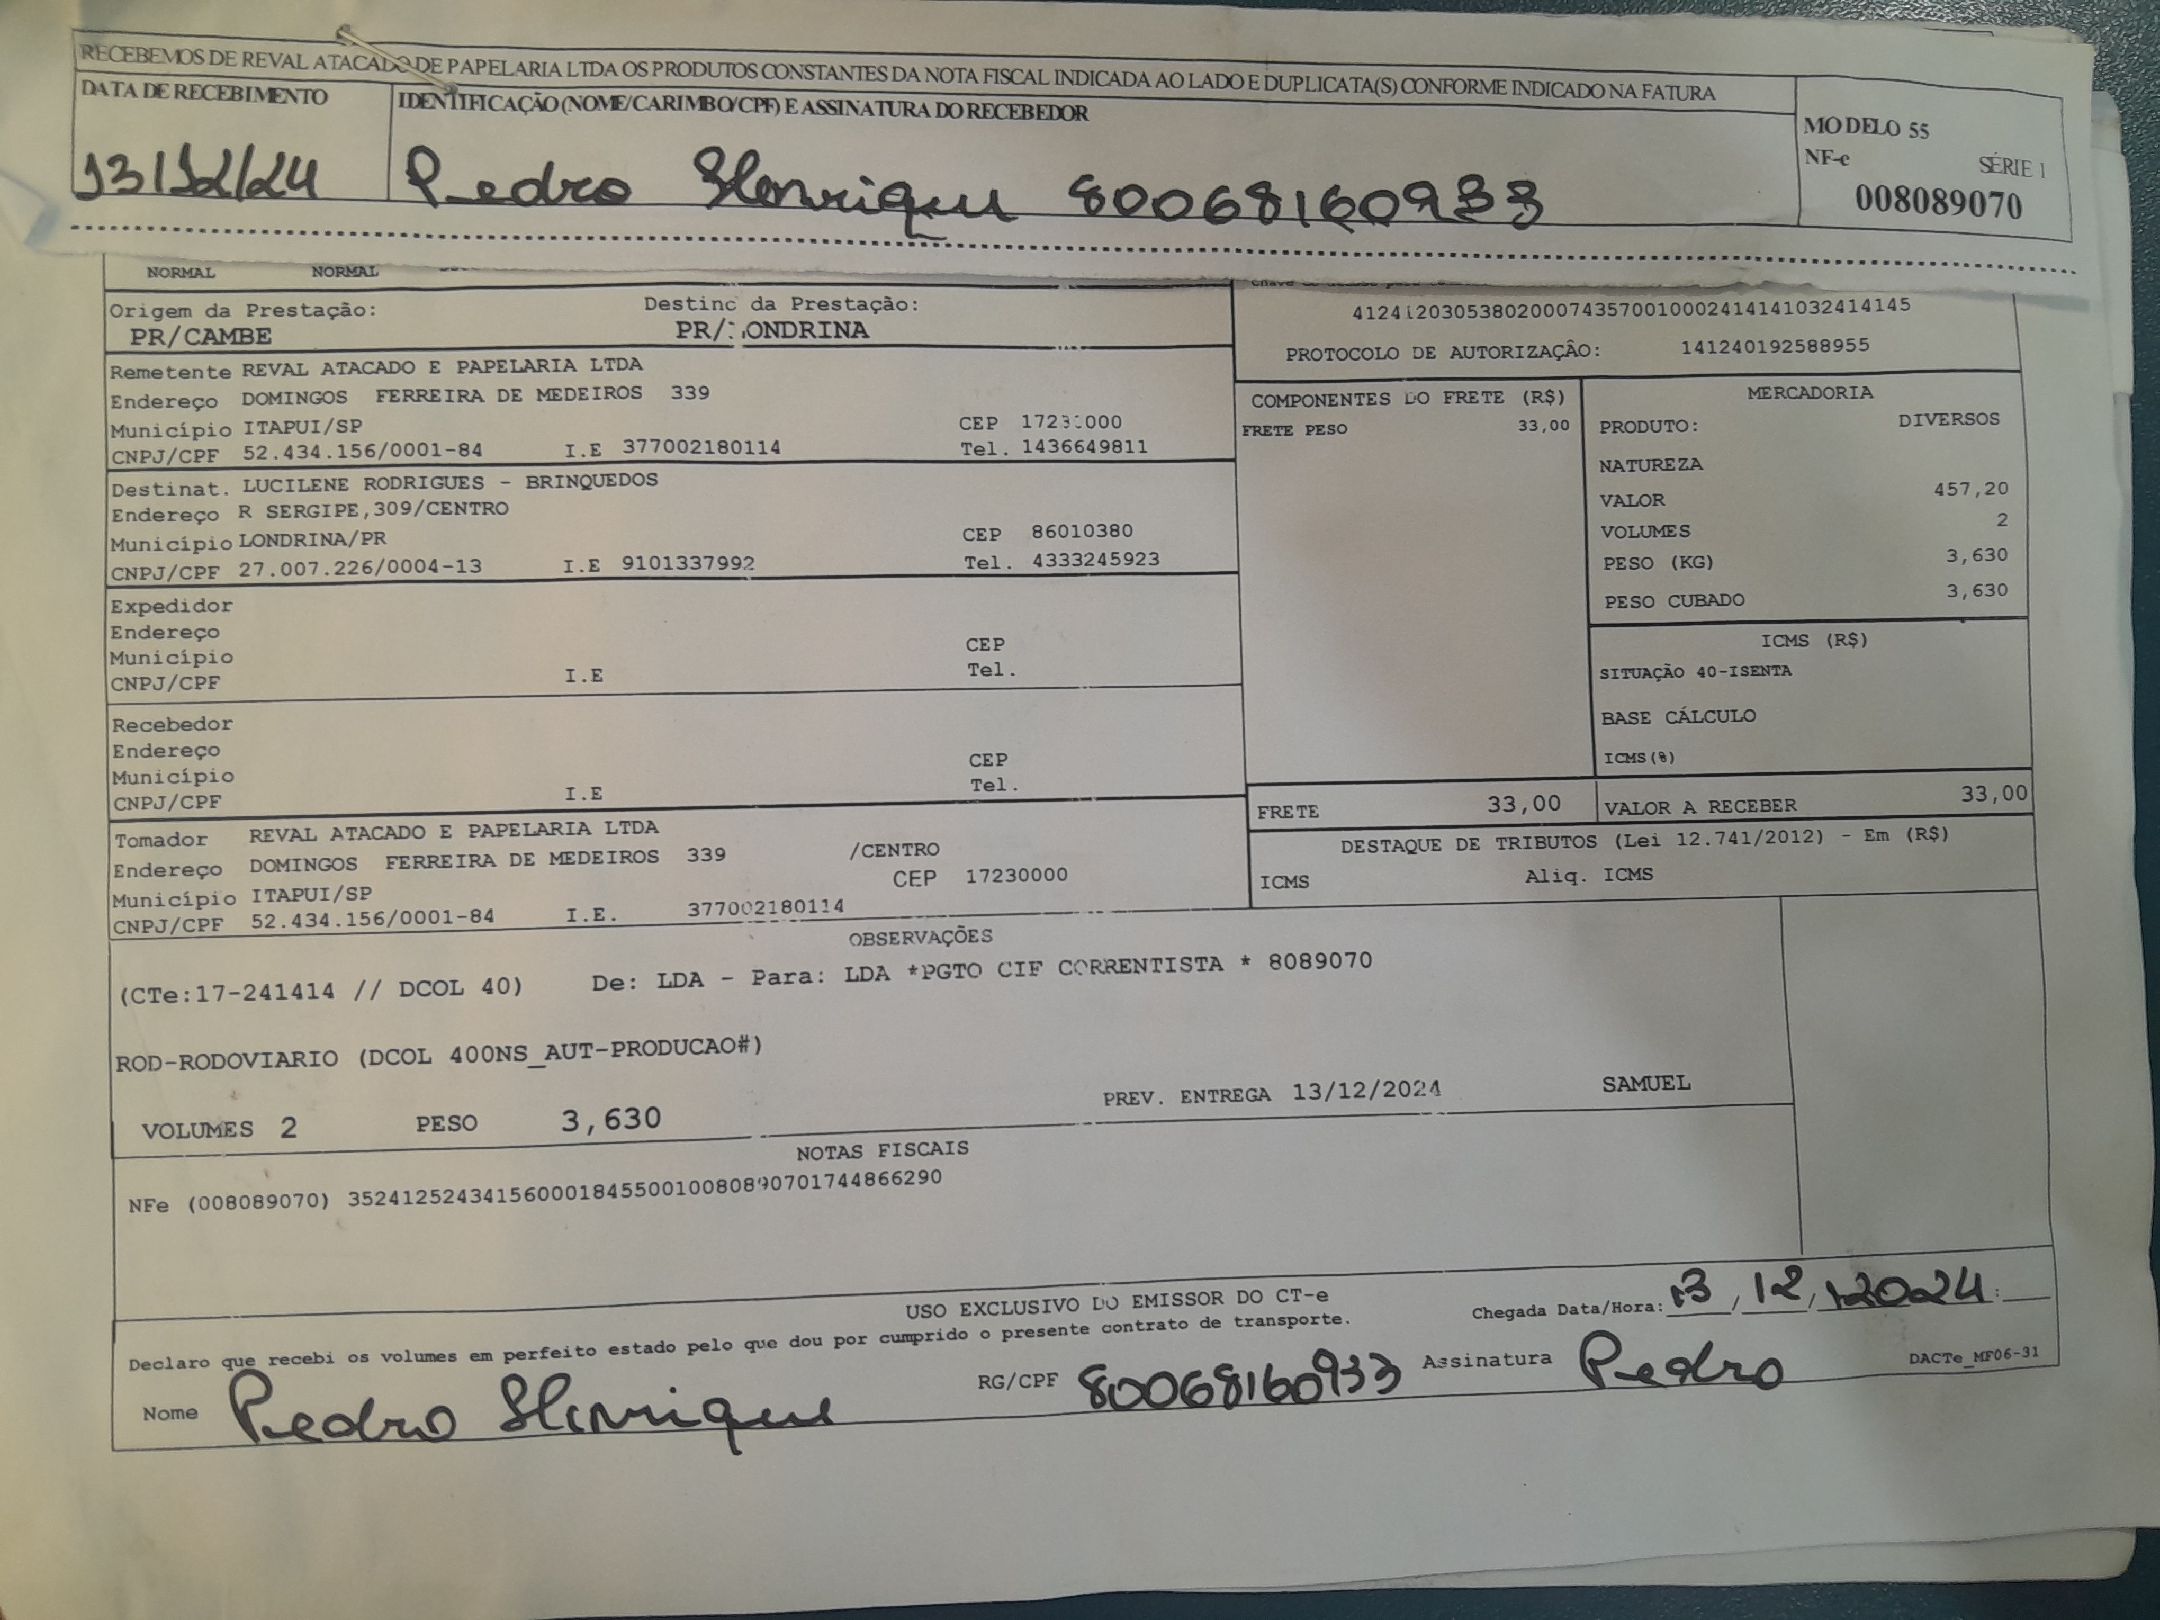 RECEBEMOS DE REVAL ATACADO DE PAPELARIA LTDA OS PRODUTOS CONSTANTES DA NOTA FISCAL INDICADA AO LADO E DUPLICATA(S) CONFORME INDICADO NA FATURA
DATA DE RECEBIMENTO IDENTIFICAÇÃO (NOME/CARIMBO/CPF) E ASSINATURA DO RECEBEDOR
13/12/24 Pedro Henrique 80068160933
MODELO 55
NF-e SÉRIE 1
008089070
NORMAL NORMAL
Origem da Prestação: Destino da Prestação:
PR/CAMBE PR/LONDRINA
41241203053802000743570010002414141032414145
PROTOCOLO DE AUTORIZAÇÃO: 141240192588955
Remetente REVAL ATACADO E PAPELARIA LTDA
Endereço DOMINGOS FERREIRA DE MEDEIROS 339
Município ITAPUI/SP CEP 17230000
CNPJ/CPF 52.434.156/0001-84 I.E 377002180114 Tel. 1436649811
Destinat. LUCILENE RODRIGUES - BRINQUEDOS
Endereço R SERGIPE,309/CENTRO
Município LONDRINA/PR CEP 86010380
CNPJ/CPF 27.007.226/0004-13 I.E 9101337992 Tel. 4333245923
Expedidor
Endereço
Município CEP
CNPJ/CPF I.E Tel.
Recebedor
Endereço
Município CEP
CNPJ/CPF I.E Tel.
Tomador REVAL ATACADO E PAPELARIA LTDA
Endereço DOMINGOS FERREIRA DE MEDEIROS 339 /CENTRO
Município ITAPUI/SP CEP 17230000
CNPJ/CPF 52.434.156/0001-84 I.E. 377002180114
COMPONENTES DO FRETE (R$)
FRETE PESO 33,00
MERCADORIA
PRODUTO: DIVERSOS
NATUREZA
VALOR 457,20
VOLUMES 2
PESO (KG) 3,630
PESO CUBADO 3,630
ICMS (R$)
SITUAÇÃO 40-ISENTA
BASE CÁLCULO
ICMS(%)
FRETE 33,00 VALOR A RECEBER 33,00
DESTAQUE DE TRIBUTOS (Lei 12.741/2012) - Em (R$)
ICMS Aliq. ICMS
OBSERVAÇÕES
(CTe:17-241414 // DCOL 40) De: LDA - Para: LDA *PGTO CIF CORRENTISTA * 8089070
ROD-RODOVIARIO (DCOL 400NS_AUT-PRODUCAO#)
VOLUMES 2 PESO 3,630 PREV. ENTREGA 13/12/2024 SAMUEL
NOTAS FISCAIS
NFe (008089070) 35241252434156000184550010080890701744866290
USO EXCLUSIVO DO EMISSOR DO CT-e
Chegada Data/Hora: 13/12/2024 :
Declaro que recebi os volumes em perfeito estado pelo que dou por cumprido o presente contrato de transporte.
Nome Pedro Henrique RG/CPF 80068160933 Assinatura Pedro DACTe_MF06-31